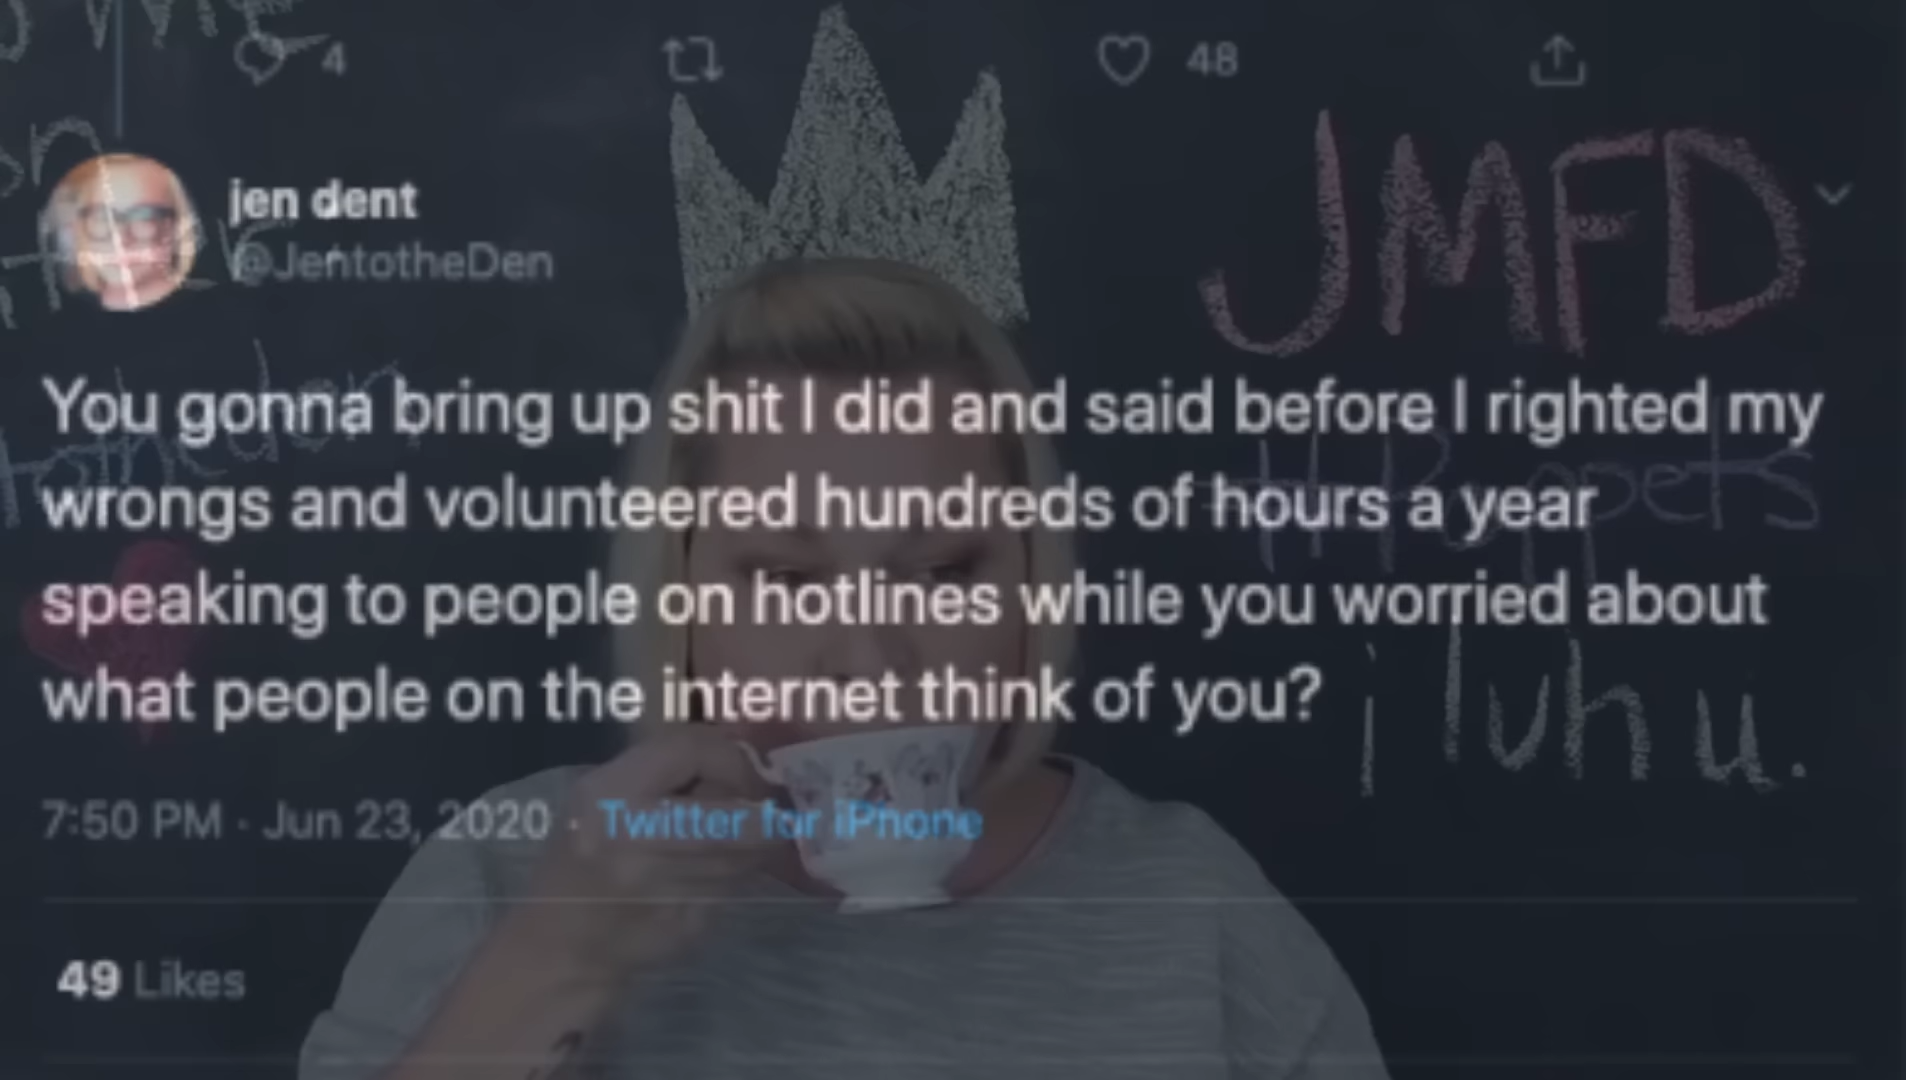 4 48
JMFD
jen dent
@JentotheDen
You gonna bring up shit I did and said before I righted my
wrongs and volunteered hundreds of hours a year
speaking to people on hotlines while you worried about
what people on the internet think of you?
i luh u.
7:50 PM · Jun 23, 2020 · Twitter for iPhone
49 Likes